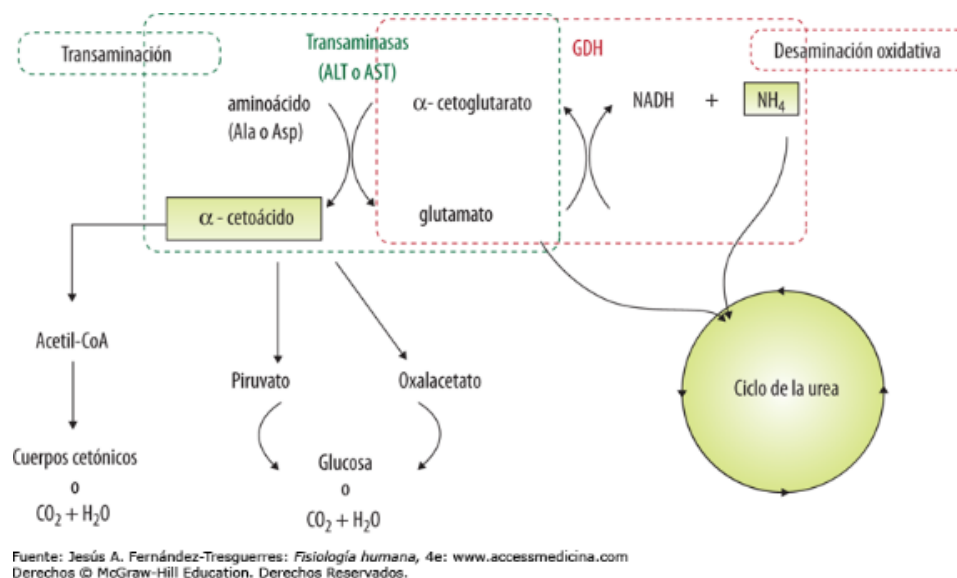 Transaminación
Transaminasas
(ALT o AST)
GDH
Desaminación oxidativa
aminoácido
(Ala o Asp)
α- cetoglutarato
NADH + NH₄
α - cetoácido
glutamato
Acetil-CoA
Piruvato
Oxalacetato
Ciclo de la urea
Cuerpos cetónicos
o
CO₂ + H₂O
Glucosa
o
CO₂ + H₂O
Fuente: Jesús A. Fernández-Tresguerres: Fisiología humana, 4e: www.accessmedicina.com
Derechos © McGraw-Hill Education. Derechos Reservados.